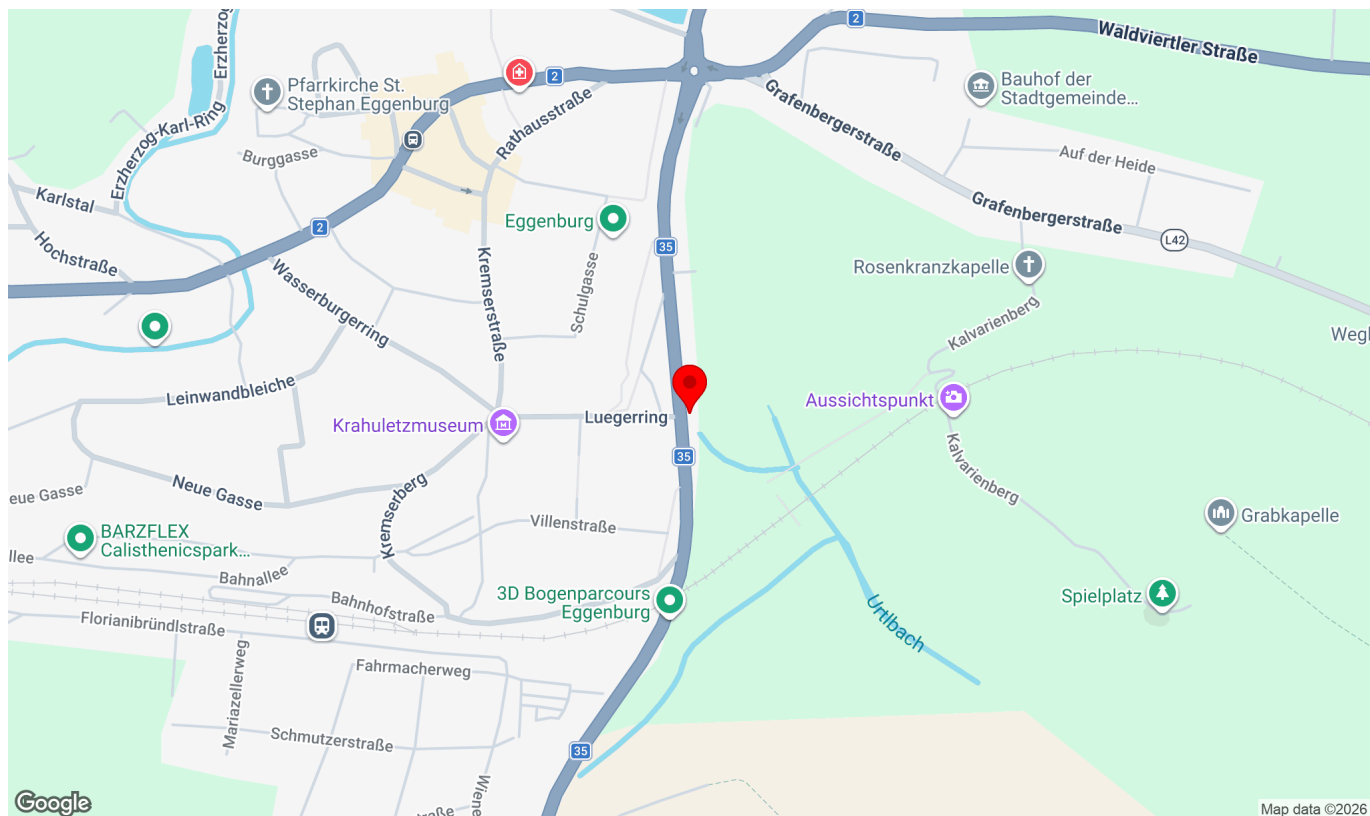 Erzherzog-Karl-Ring
2
Waldviertler Straße
Pfarrkirche St.
Stephan Eggenburg
2
Bauhof der
Stadtgemeinde...
Rathausstraße
Grafenbergerstraße
Burggasse
Auf der Heide
Karlstal
Grafenbergerstraße
Eggenburg
2
Hochstraße
35
L42
Kremserstraße
Schulgasse
Rosenkranzkapelle
Wasserburgerring
Kalvarienberg
Leinwandbleiche
Aussichtspunkt
Krahuletzmuseum
Luegerring
35
Kalvarienberg
Neue Gasse
eue Gasse
Kremserberg
Villenstraße
Grabkapelle
BARZFLEX
Calisthenicspark...
llee
Bahnallee
3D Bogenparcours
Eggenburg
Bahnhofstraße
Spielplatz
Florianibründlstraße
Urtlbach
Mariazellerweg
Fahrmacherweg
Schmutzerstraße
35
Wiene
Google
Map data ©2026